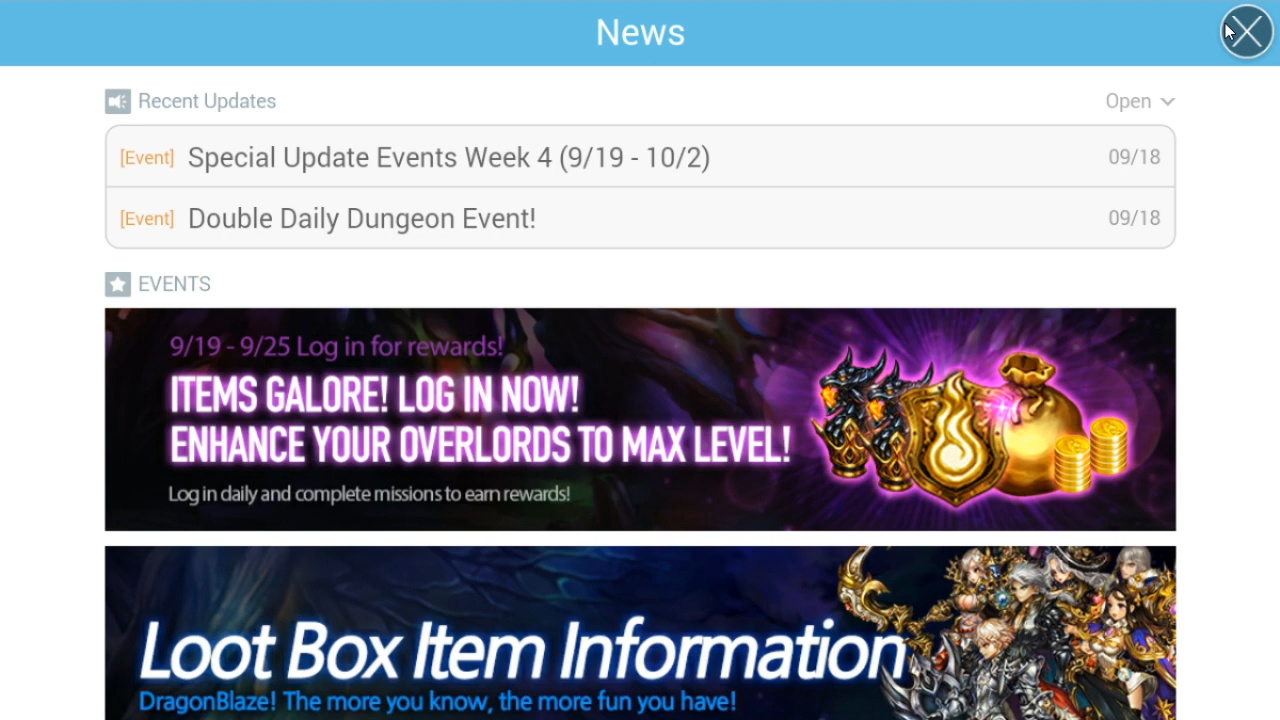 News
Recent Updates
Open
[Event] Special Update Events Week 4 (9/19 - 10/2) 09/18
[Event] Double Daily Dungeon Event! 09/18
EVENTS
9/19 - 9/25 Log in for rewards!
ITEMS GALORE! LOG IN NOW!
ENHANCE YOUR OVERLORDS TO MAX LEVEL!
Log in daily and complete missions to earn rewards!
Loot Box Item Information
DragonBlaze! The more you know, the more fun you have!